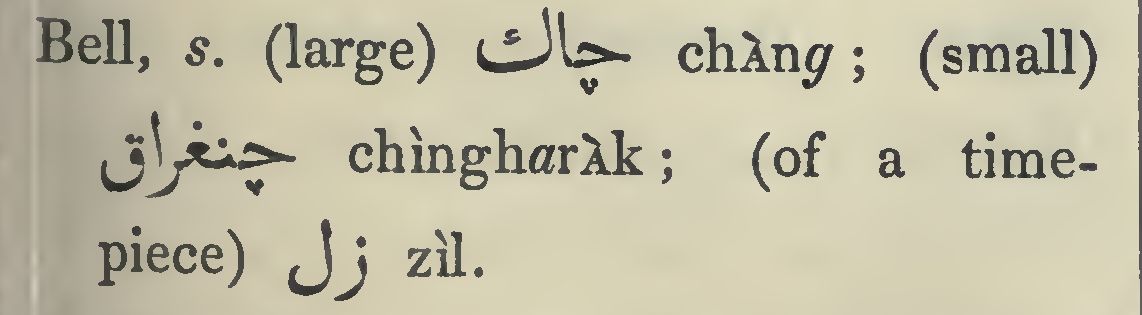 Bell, s. (large) چاك chàng ; (small)
چنغراق chìngharàk ; (of a time-
piece) زل zìl.